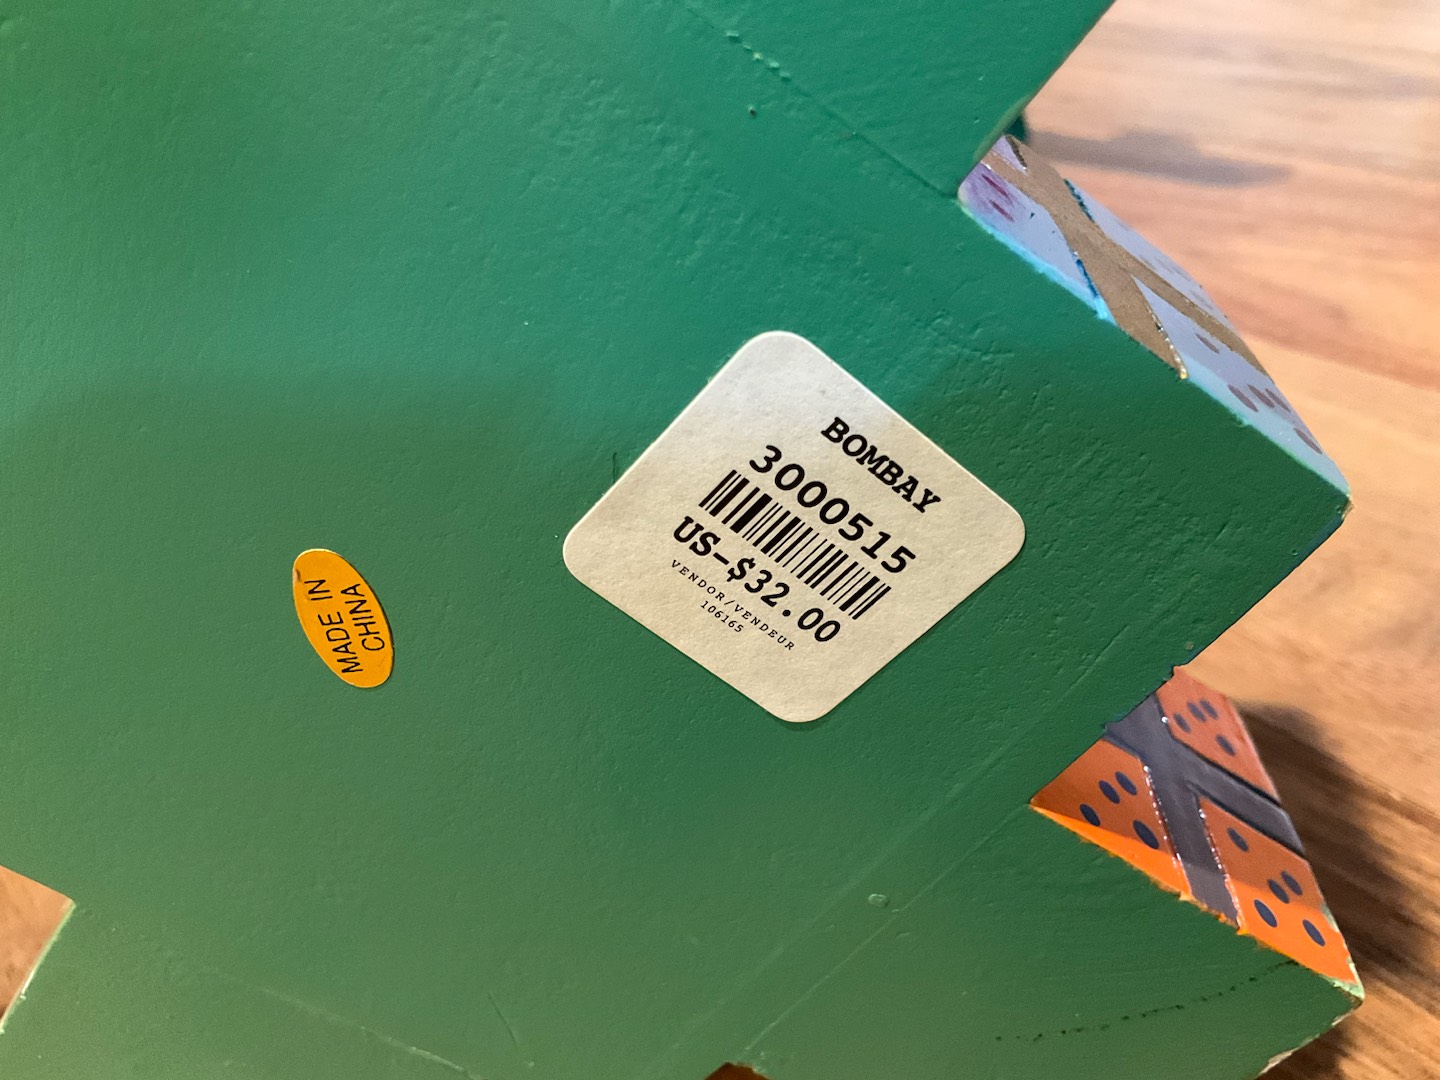 BOMBAY
3000515
US-$32.00
VENDOR/VENDEUR
106165
MADE IN
CHINA